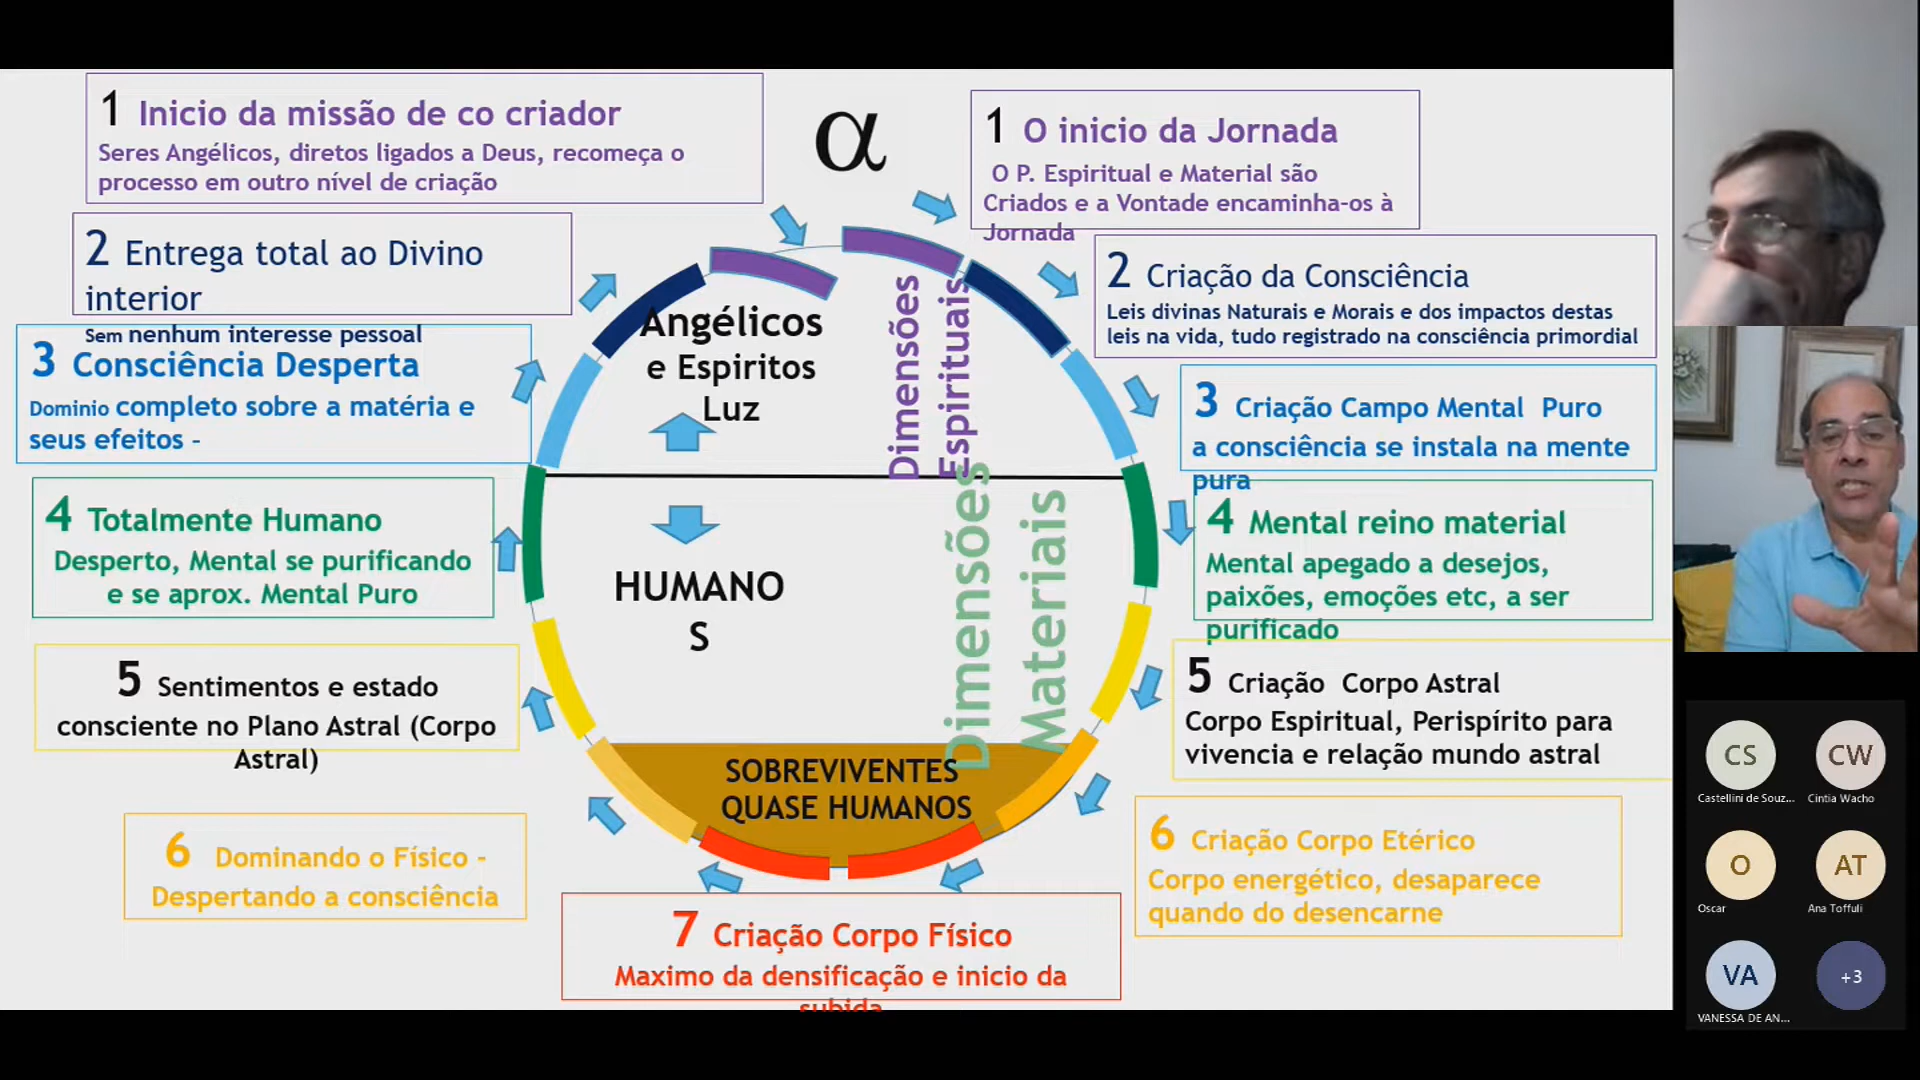 1 Inicio da missão de co criador
Seres Angélicos, diretos ligados a Deus, recomeça o
processo em outro nível de criação
2 Entrega total ao Divino
interior
Sem nenhum interesse pessoal
3 Consciência Desperta
Dominio completo sobre a matéria e
seus efeitos -
4 Totalmente Humano
Desperto, Mental se purificando
e se aprox. Mental Puro
5 Sentimentos e estado
consciente no Plano Astral (Corpo
Astral)
6 Dominando o Físico -
Despertando a consciência
α
Angélicos
e Espiritos
Luz
HUMANO
S
Dimensões
Espirituais
Dimensões
Materiais
SOBREVIVENTES
QUASE HUMANOS
7 Criação Corpo Físico
Maximo da densificação e inicio da
subida
1 O inicio da Jornada
O P. Espiritual e Material são
Criados e a Vontade encaminha-os à
Jornada
2 Criação da Consciência
Leis divinas Naturais e Morais e dos impactos destas
leis na vida, tudo registrado na consciência primordial
3 Criação Campo Mental Puro
a consciência se instala na mente
pura
4 Mental reino material
Mental apegado a desejos,
paixões, emoções etc, a ser
purificado
5 Criação Corpo Astral
Corpo Espiritual, Perispírito para
vivencia e relação mundo astral
6 Criação Corpo Etérico
Corpo energético, desaparece
quando do desencarne
CS
Castellini de Souz...
CW
Cintia Wacho
O
Oscar
AT
Ana Toffuli
VA
VANESSA DE AN...
+3